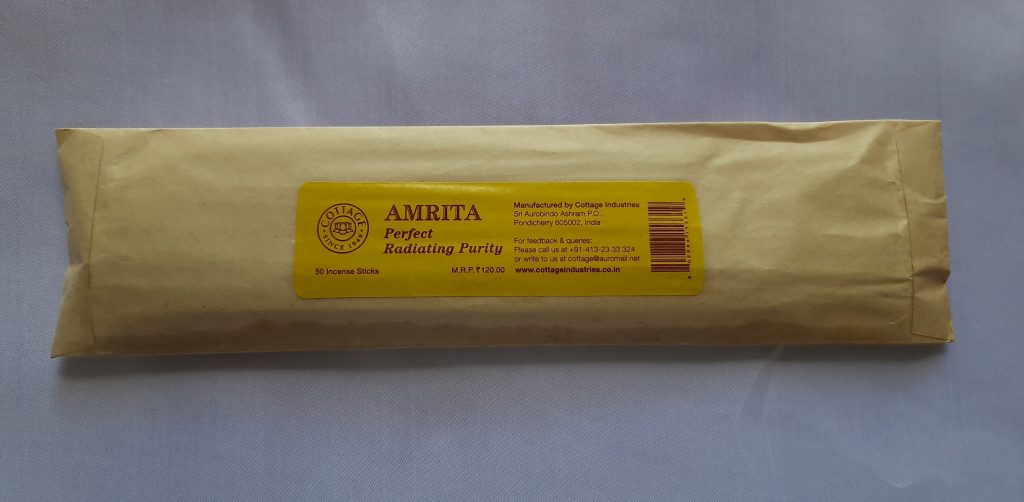 COTTAGE
SINCE 1949
AMRITA
Perfect
Radiating Purity
50 Incense Sticks
M.R.P. ₹120.00
Manufactured by Cottage Industries
Sri Aurobindo Ashram P.O.,
Pondicherry 605002, India
For feedback & queries:
Please call us at +91-413-23 33 324
or write to us at cottage@auromail.net
www.cottageindustries.co.in